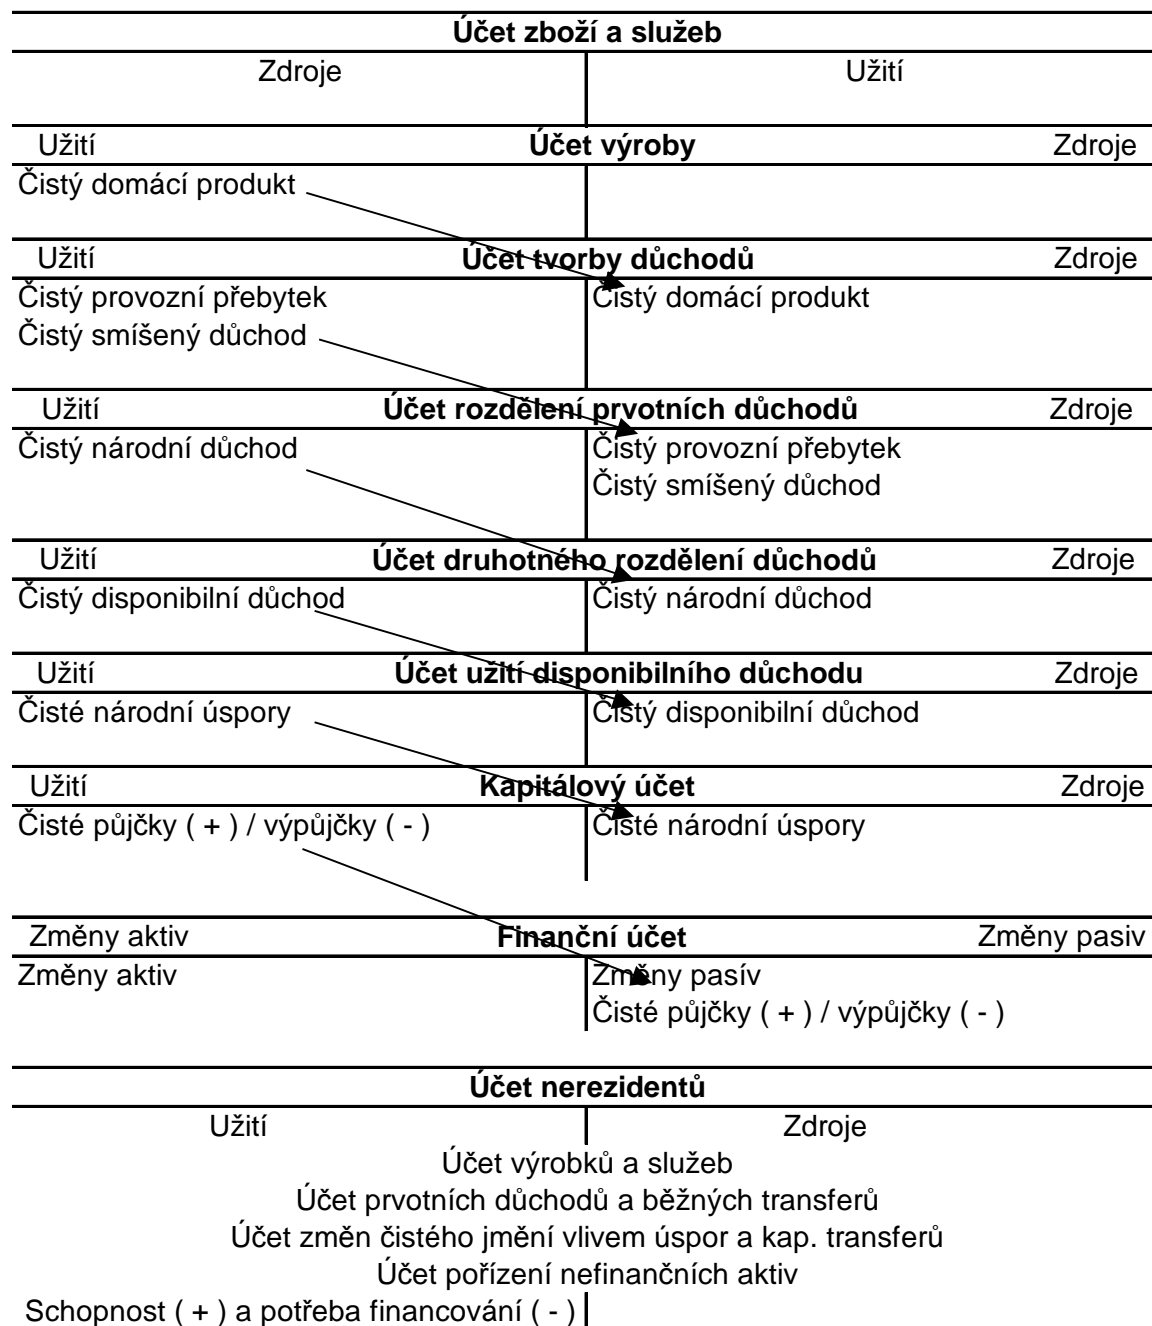 Účet zboží a služeb
Zdroje Užití
Užití Účet výroby Zdroje
Čistý domácí produkt
Užití Účet tvorby důchodů Zdroje
Čistý provozní přebytek Čistý domácí produkt
Čistý smíšený důchod
Užití Účet rozdělení prvotních důchodů Zdroje
Čistý národní důchod Čistý provozní přebytek
Čistý smíšený důchod
Užití Účet druhotného rozdělení důchodů Zdroje
Čistý disponibilní důchod Čistý národní důchod
Užití Účet užití disponibilního důchodu Zdroje
Čisté národní úspory Čistý disponibilní důchod
Užití Kapitálový účet Zdroje
Čisté půjčky ( + ) / výpůjčky ( - ) Čisté národní úspory
Změny aktiv Finanční účet Změny pasiv
Změny aktiv Změny pasív
Čisté půjčky ( + ) / výpůjčky ( - )
Účet nerezidentů
Užití Zdroje
Účet výrobků a služeb
Účet prvotních důchodů a běžných transferů
Účet změn čistého jmění vlivem úspor a kap. transferů
Účet pořízení nefinančních aktiv
Schopnost ( + ) a potřeba financování ( - )